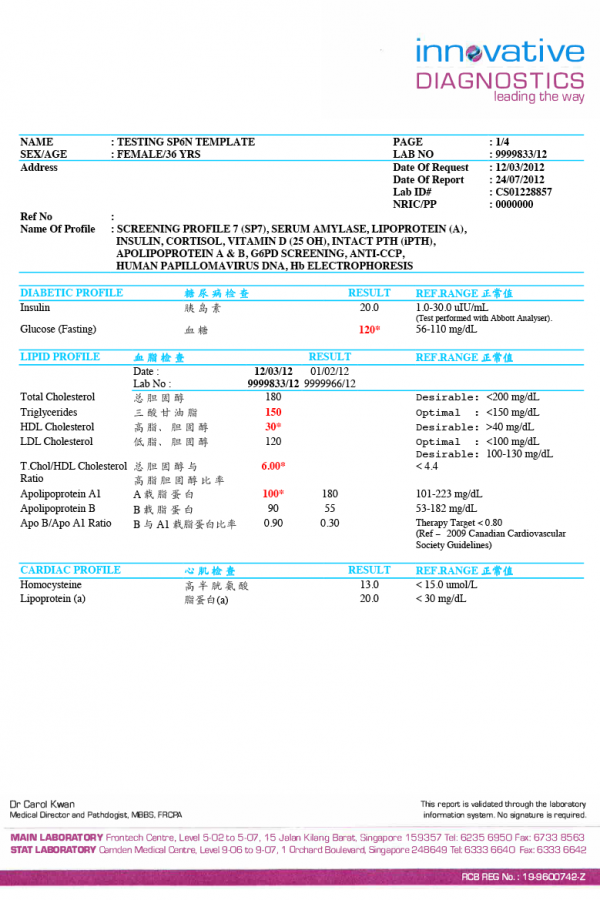 innovative
DIAGNOSTICS
leading the way
NAME : TESTING SP6N TEMPLATE PAGE : 1/4
SEX/AGE : FEMALE/36 YRS LAB NO : 9999833/12
Address Date Of Request : 12/03/2012
Date Of Report : 24/07/2012
Lab ID# : CS01228857
NRIC/PP : 0000000
Ref No :
Name Of Profile : SCREENING PROFILE 7 (SP7), SERUM AMYLASE, LIPOPROTEIN (A),
INSULIN, CORTISOL, VITAMIN D (25 OH), INTACT PTH (iPTH),
APOLIPOPROTEIN A & B, G6PD SCREENING, ANTI-CCP,
HUMAN PAPILLOMAVIRUS DNA, Hb ELECTROPHORESIS
DIABETIC PROFILE 糖尿病检查 RESULT REF.RANGE 正常值
Insulin 胰岛素 20.0 1.0-30.0 uIU/mL
(Test performed with Abbott Analyser).
Glucose (Fasting) 血糖 120* 56-110 mg/dL
LIPID PROFILE 血脂检查 RESULT REF.RANGE 正常值
Date : 12/03/12 01/02/12
Lab No : 9999833/12 9999966/12
Total Cholesterol 总胆固醇 180 Desirable: <200 mg/dL
Triglycerides 三酸甘油脂 150 Optimal : <150 mg/dL
HDL Cholesterol 高脂、胆固醇 30* Desirable: >40 mg/dL
LDL Cholesterol 低脂、胆固醇 120 Optimal : <100 mg/dL
Desirable: 100-130 mg/dL
T.Chol/HDL Cholesterol 总胆固醇与 6.00* < 4.4
Ratio 高脂胆固醇比率
Apolipoprotein A1 A载脂蛋白 100* 180 101-223 mg/dL
Apolipoprotein B B载脂蛋白 90 55 53-182 mg/dL
Apo B/Apo A1 Ratio B与A1载脂蛋白比率 0.90 0.30 Therapy Target < 0.80
(Ref – 2009 Canadian Cardiovascular
Society Guidelines)
CARDIAC PROFILE 心肌检查 RESULT REF.RANGE 正常值
Homocysteine 高半胱氨酸 13.0 < 15.0 umol/L
Lipoprotein (a) 脂蛋白(a) 20.0 < 30 mg/dL
Dr Carol Kwan This report is validated through the laboratory
Medical Director and Pathologist, MBBS, FRCPA information system. No signature is required.
MAIN LABORATORY Frontech Centre, Level 5-02 to 5-07, 15 Jalan Kilang Barat, Singapore 159357 Tel: 6235 6950 Fax: 6733 8563
STAT LABORATORY Camden Medical Centre, Level 9-06 to 9-07, 1 Orchard Boulevard, Singapore 248649 Tel: 6333 6640 Fax: 6333 6642
RCB REG No. : 19-9600742-Z